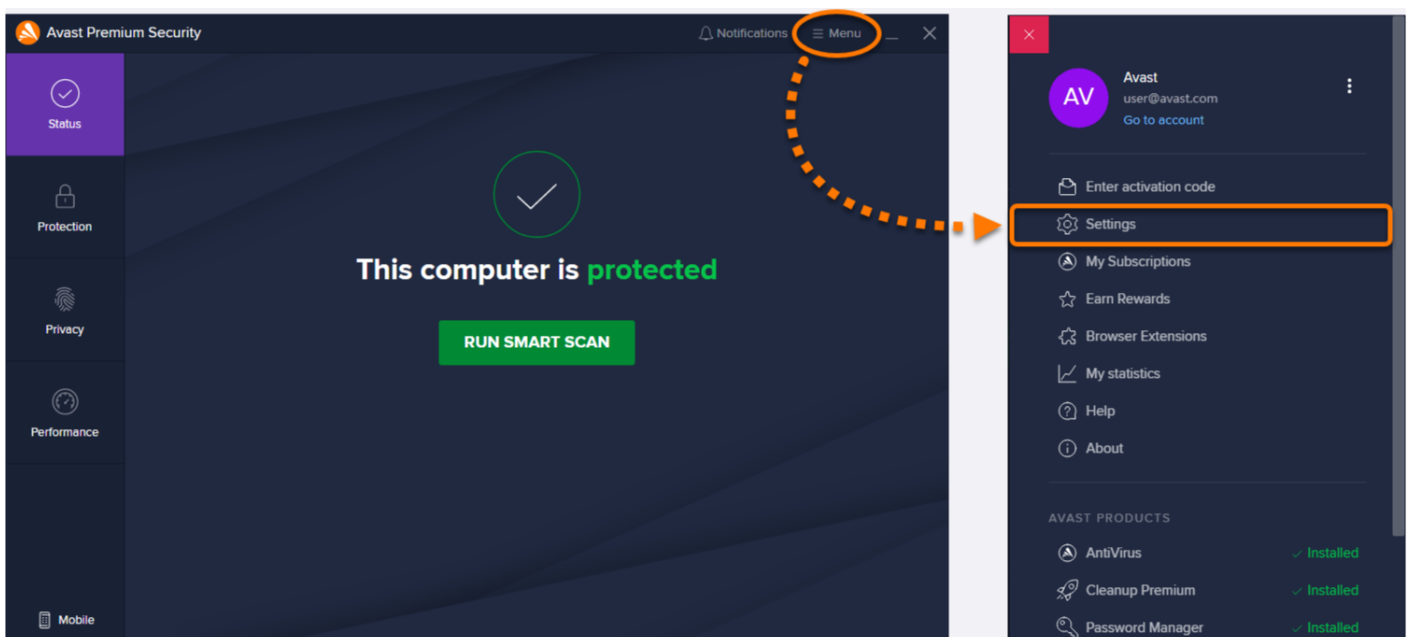 Avast Premium Security
Notifications
Menu
Status
Protection
Privacy
Performance
Mobile
This computer is protected
RUN SMART SCAN
AV
Avast
user@avast.com
Go to account
Enter activation code
Settings
My Subscriptions
Earn Rewards
Browser Extensions
My statistics
Help
About
AVAST PRODUCTS
AntiVirus Installed
Cleanup Premium Installed
Password Manager Installed